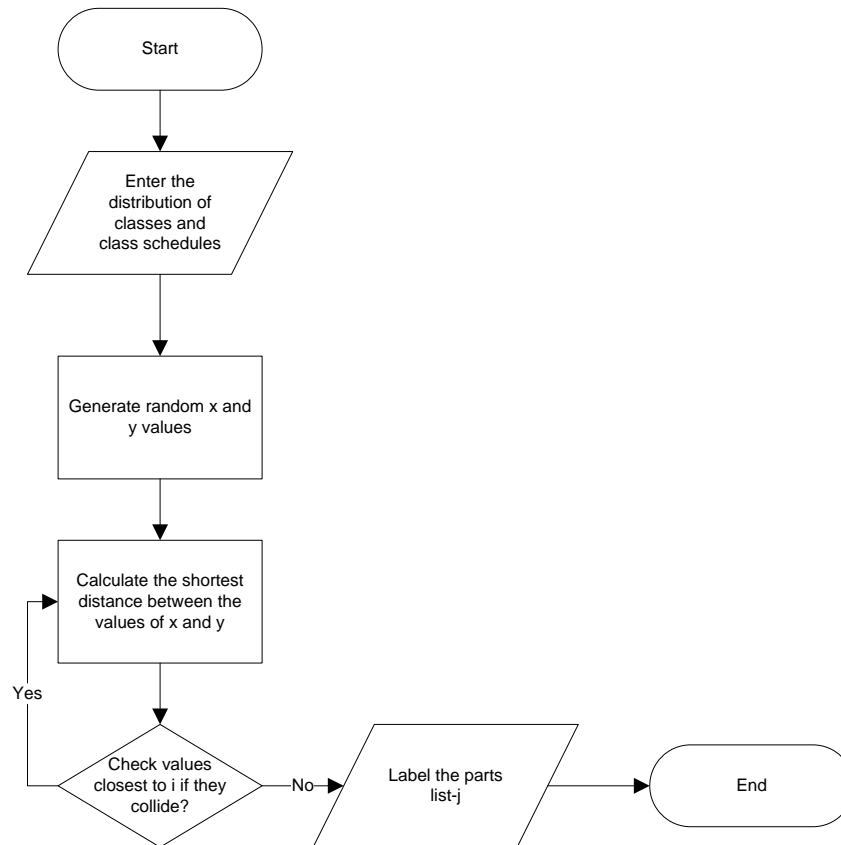 Start
Enter the
distribution of
classes and
class schedules
Generate random x and
y values
Calculate the shortest
distance between the
values of x and y
Yes
Check values
closest to i if they
collide?
No
Label the parts
list-j
End